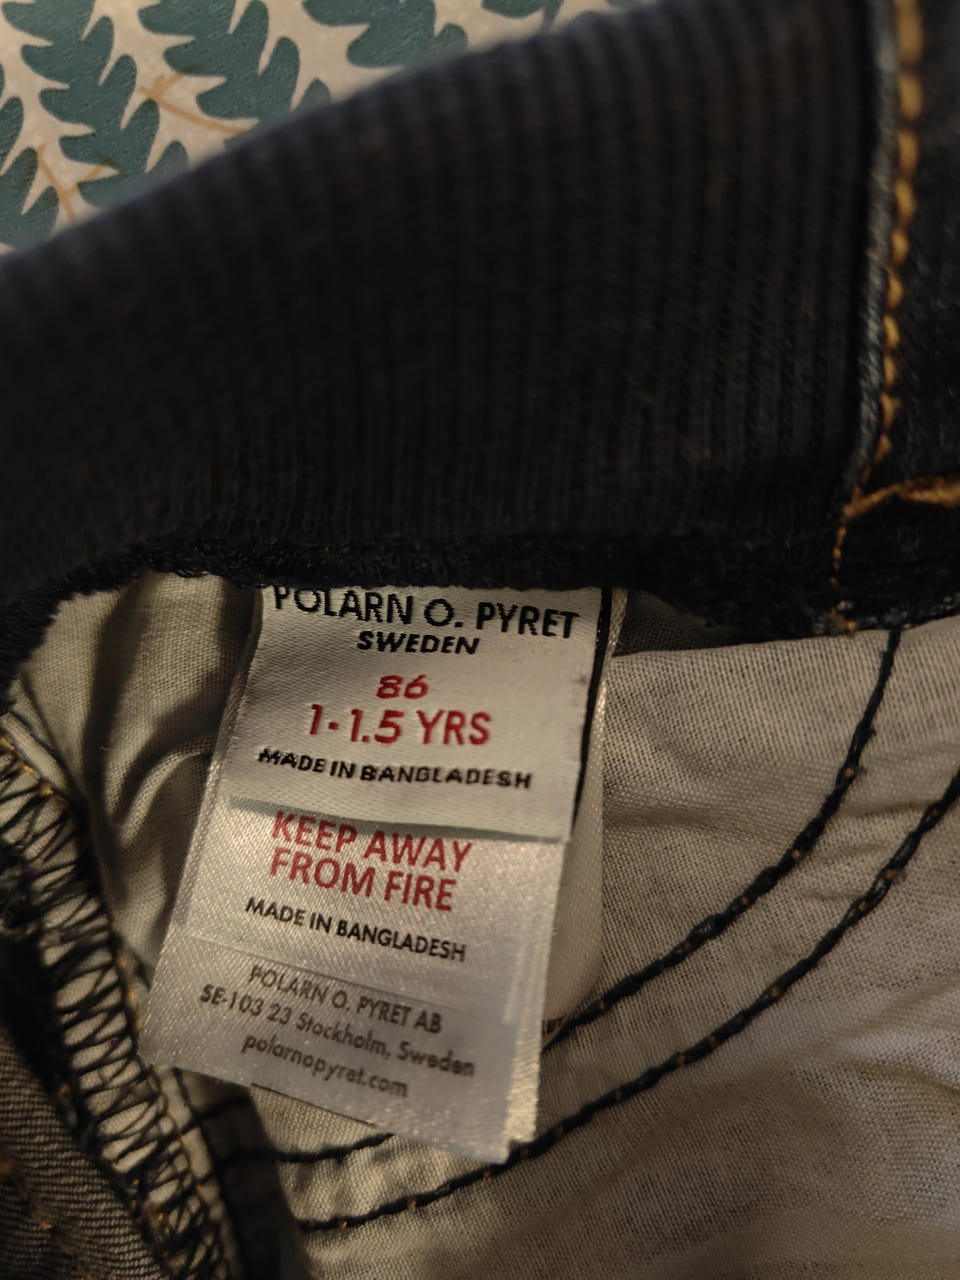 POLARN O. PYRET
SWEDEN
86
1-1.5 YRS
MADE IN BANGLADESH
KEEP AWAY
FROM FIRE
MADE IN BANGLADESH
POLARN O. PYRET AB
SE-103 23 Stockholm, Sweden
polarnopyret.com